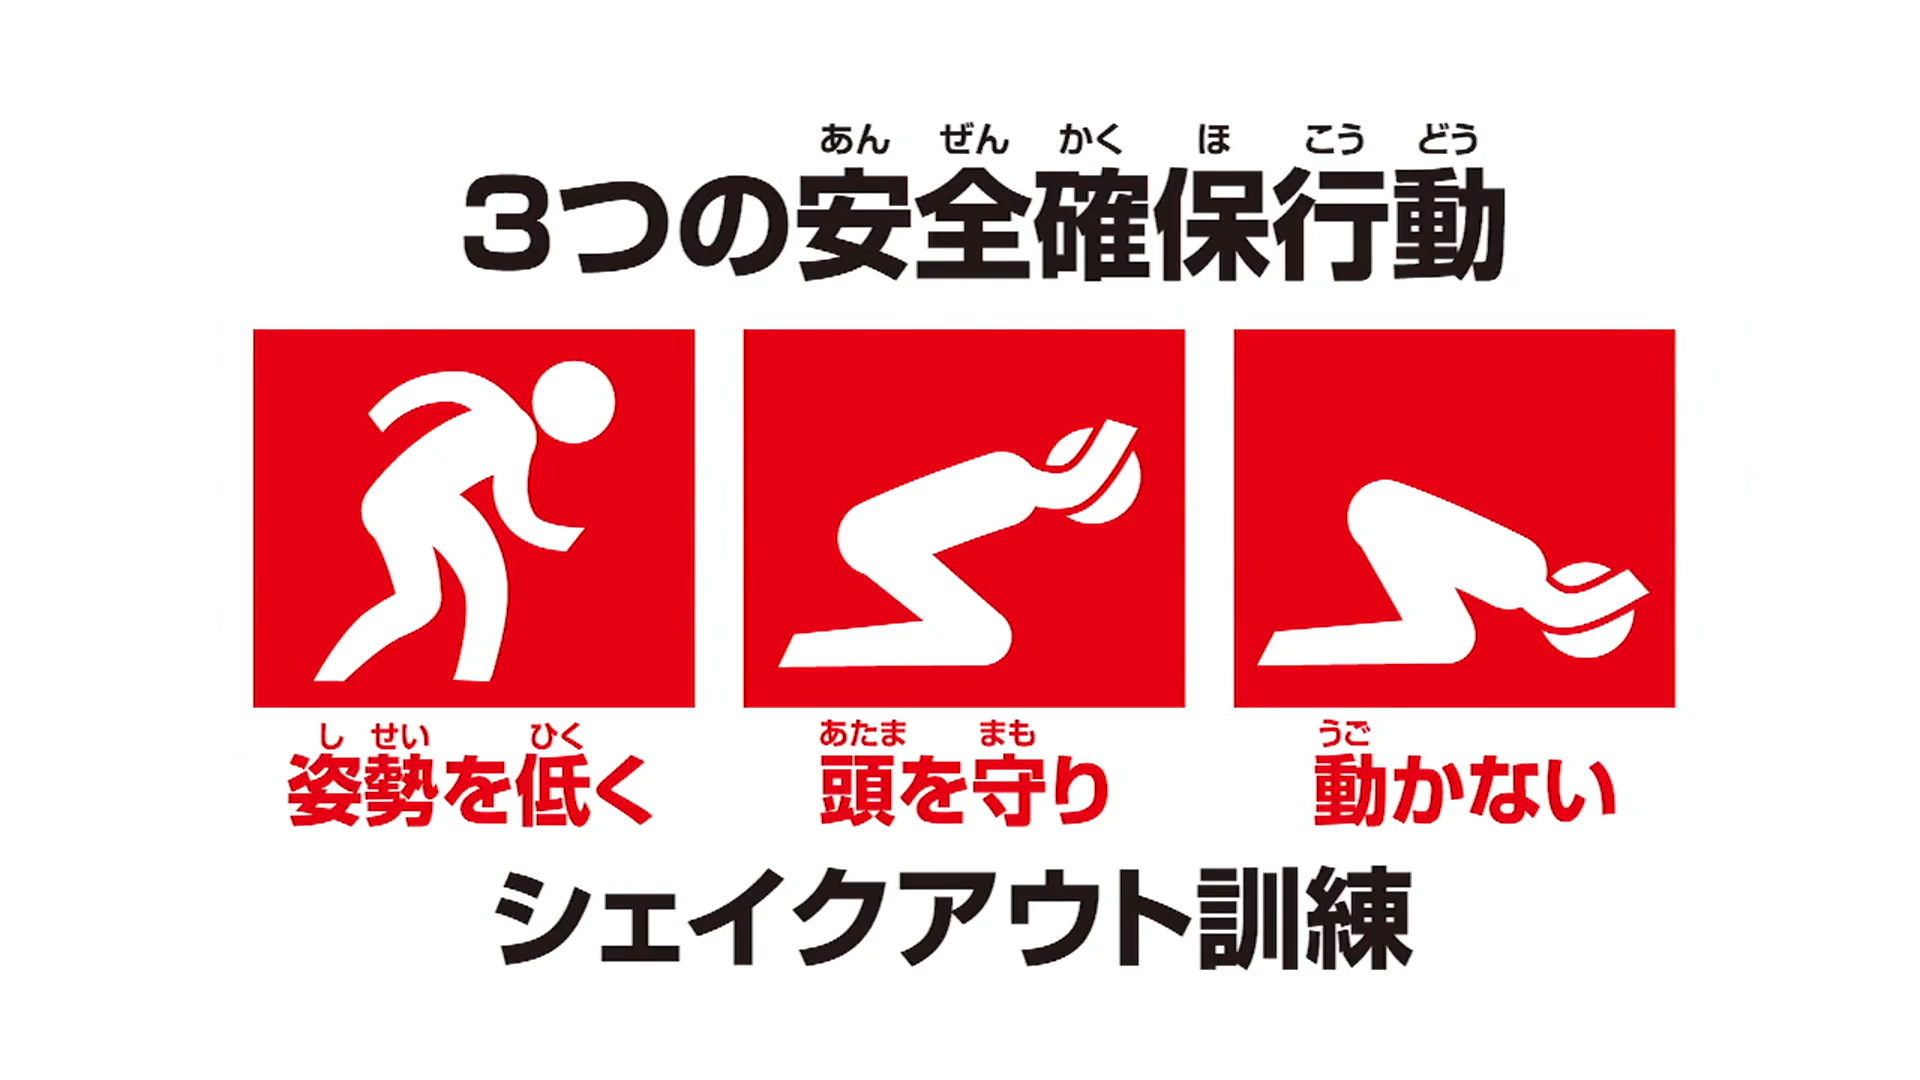 あん ぜん かく ほ こう どう
3つの安全確保行動
し せい ひく
姿勢を低く
あたま まも
頭を守り
うご
動かない
シェイクアウト訓練